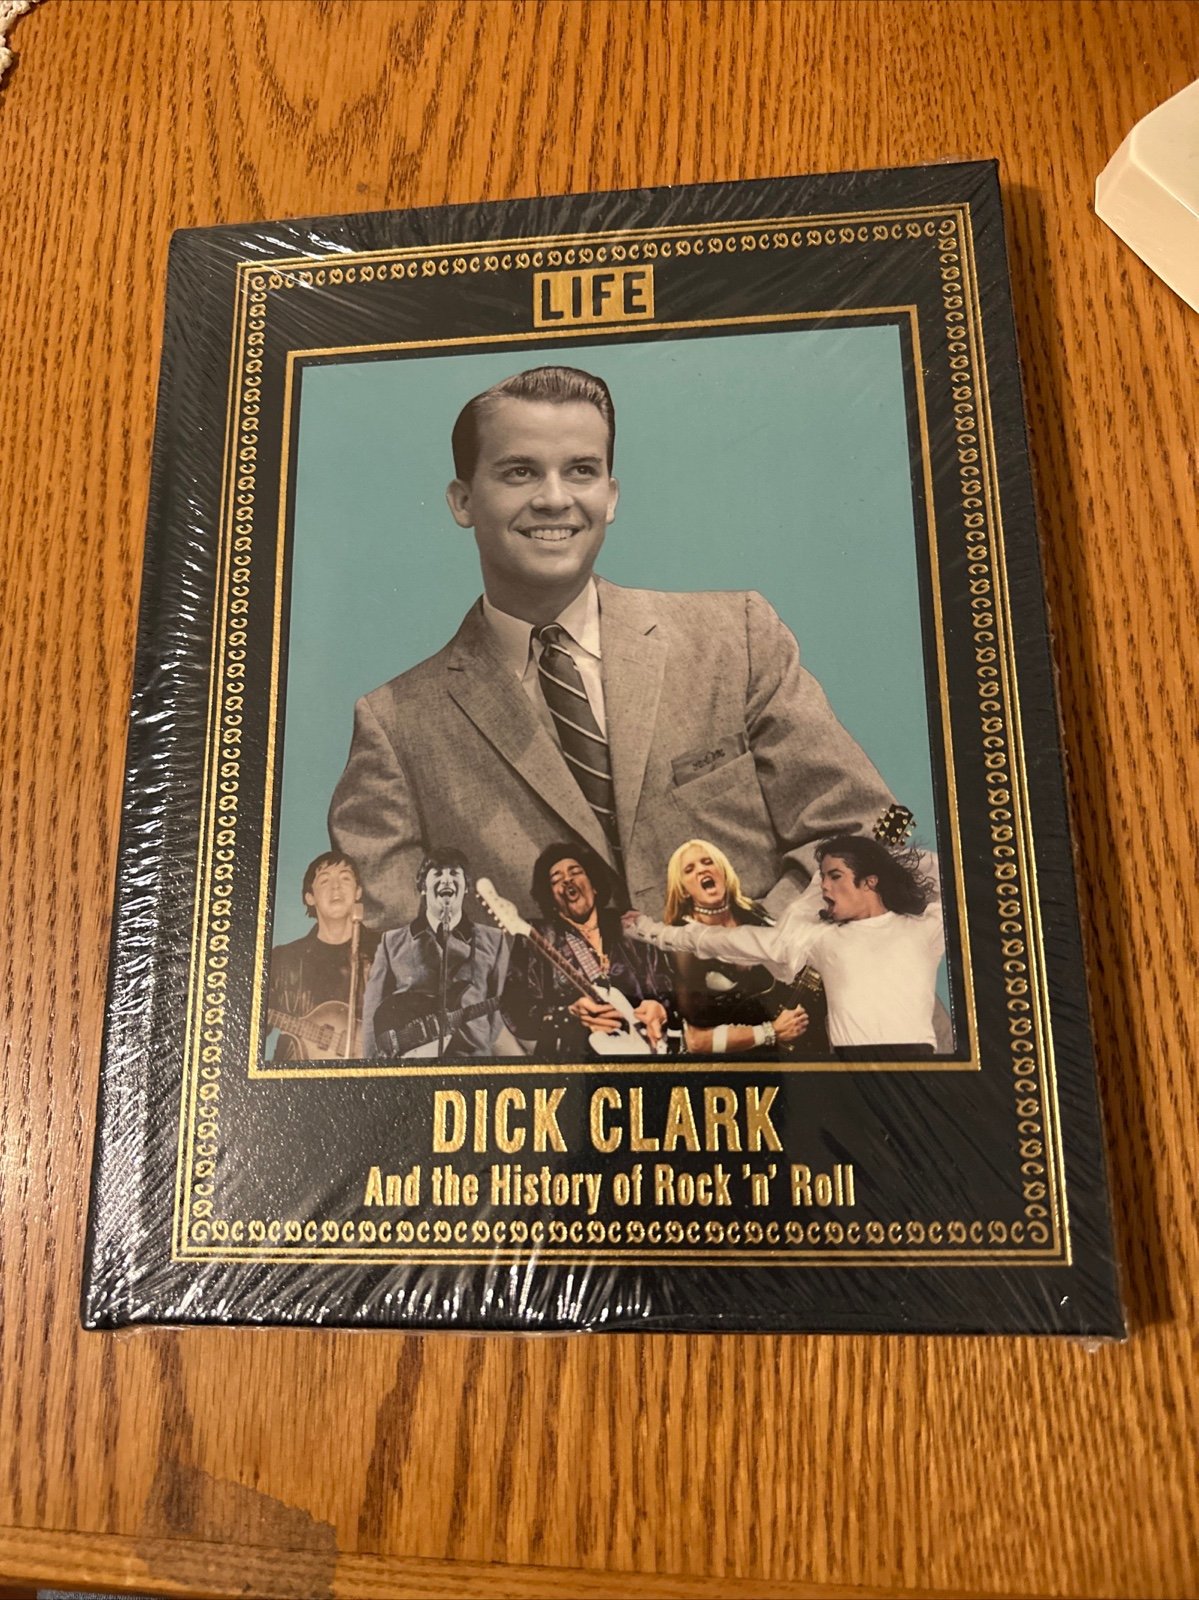 LIFE
DICK CLARK
And the History of Rock 'n' Roll